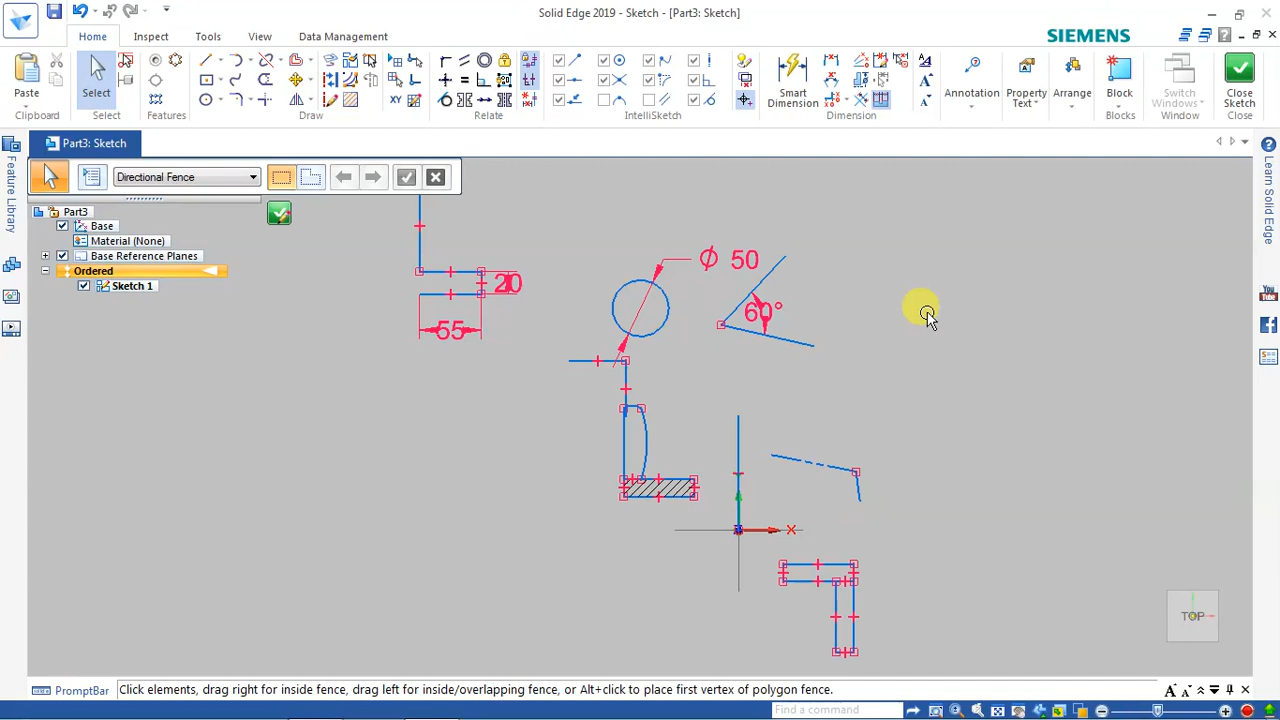 Solid Edge 2019 - Sketch - [Part3: Sketch]
Home
Inspect
Tools
View
Data Management
SIEMENS
Paste
Select
Smart
Dimension
Annotation
Property
Text
Arrange
Block
Switch
Windows
Close
Sketch
Clipboard
Select
Features
Draw
Relate
IntelliSketch
Dimension
Blocks
Window
Close
Part3: Sketch
Feature Library
Learn Solid Edge
Directional Fence
Part3
Base
Material (None)
Base Reference Planes
Ordered
Sketch 1
20
55
ϕ 50
60°
X
TOP
PromptBar
Click elements, drag right for inside fence, drag left for inside/overlapping fence, or Alt+click to place first vertex of polygon fence.
Find a command